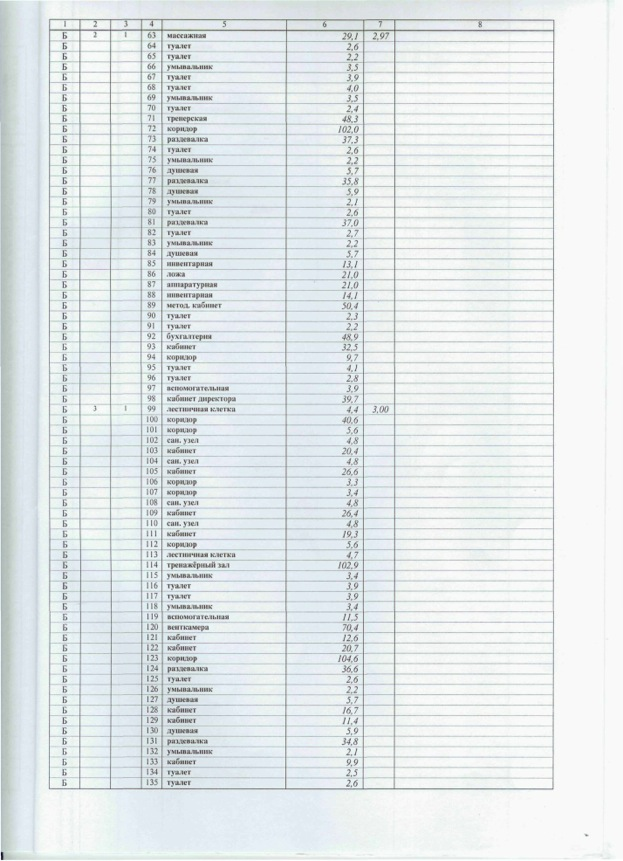 1 2 3 4 5 6 7 8
Б 2 1 63 массажная 29,1 2,97
Б 64 туалет 2,6
Б 65 туалет 2,2
Б 66 умывальник 3,5
Б 67 туалет 3,9
Б 68 туалет 4,0
Б 69 умывальник 3,5
Б 70 туалет 2,4
Б 71 тренерская 48,3
Б 72 коридор 102,0
Б 73 раздевалка 37,3
Б 74 туалет 2,6
Б 75 умывальник 2,2
Б 76 душевая 5,7
Б 77 раздевалка 35,8
Б 78 душевая 5,9
Б 79 умывальник 2,1
Б 80 туалет 2,6
Б 81 раздевалка 37,0
Б 82 туалет 2,7
Б 83 умывальник 2,2
Б 84 душевая 5,7
Б 85 инвентарная 13,1
Б 86 ложа 21,0
Б 87 аппаратурная 21,0
Б 88 инвентарная 14,1
Б 89 метод. кабинет 50,4
Б 90 туалет 2,3
Б 91 туалет 2,2
Б 92 бухгалтерия 48,9
Б 93 кабинет 32,5
Б 94 коридор 9,7
Б 95 туалет 4,1
Б 96 туалет 2,8
Б 97 вспомогательная 3,9
Б 98 кабинет директора 39,7
Б 3 1 99 лестничная клетка 4,4 3,00
Б 100 коридор 40,6
Б 101 коридор 5,6
Б 102 сан. узел 4,8
Б 103 кабинет 20,4
Б 104 сан. узел 4,8
Б 105 кабинет 26,6
Б 106 коридор 3,3
Б 107 коридор 3,4
Б 108 сан. узел 4,8
Б 109 кабинет 26,4
Б 110 сан. узел 4,8
Б 111 кабинет 19,3
Б 112 коридор 5,6
Б 113 лестничная клетка 4,7
Б 114 тренажёрный зал 102,9
Б 115 умывальник 3,4
Б 116 туалет 3,9
Б 117 туалет 3,9
Б 118 умывальник 3,4
Б 119 вспомогательная 11,5
Б 120 венткамера 70,4
Б 121 кабинет 12,6
Б 122 кабинет 20,7
Б 123 коридор 104,6
Б 124 раздевалка 36,6
Б 125 туалет 2,6
Б 126 умывальник 2,2
Б 127 душевая 5,7
Б 128 кабинет 16,7
Б 129 кабинет 11,4
Б 130 душевая 5,9
Б 131 раздевалка 34,8
Б 132 умывальник 2,1
Б 133 кабинет 9,9
Б 134 туалет 2,5
Б 135 туалет 2,6